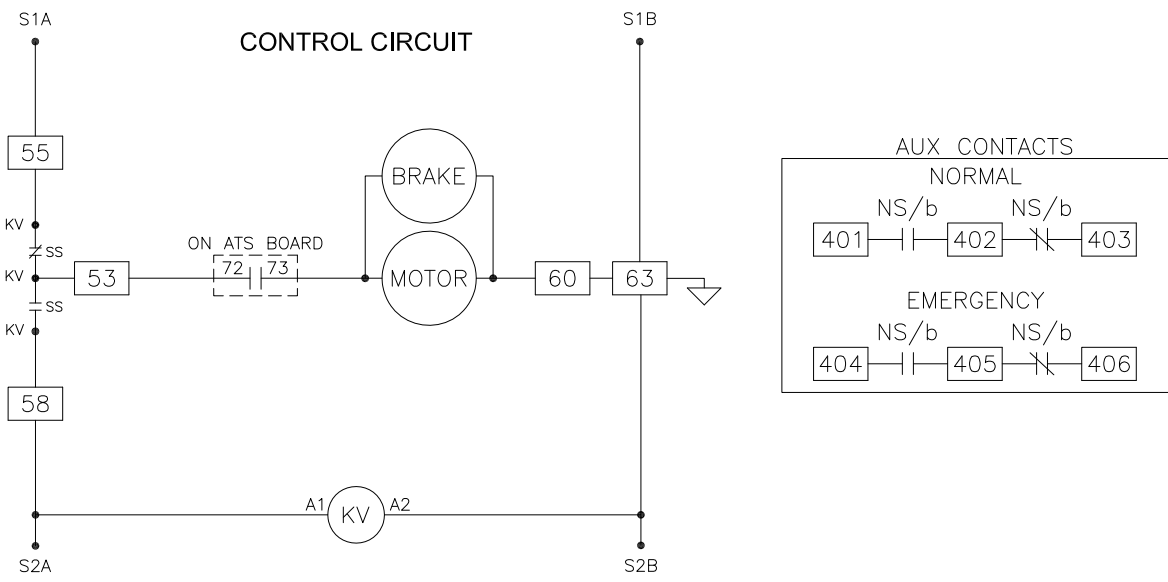 S1A
S1B
CONTROL CIRCUIT
55
BRAKE
AUX CONTACTS
NORMAL
NS/b NS/b
401 402 403
KV
SS
ON ATS BOARD
72 73
KV
53
MOTOR
60
63
SS
KV
EMERGENCY
NS/b NS/b
404 405 406
58
A1 KV A2
S2A
S2B